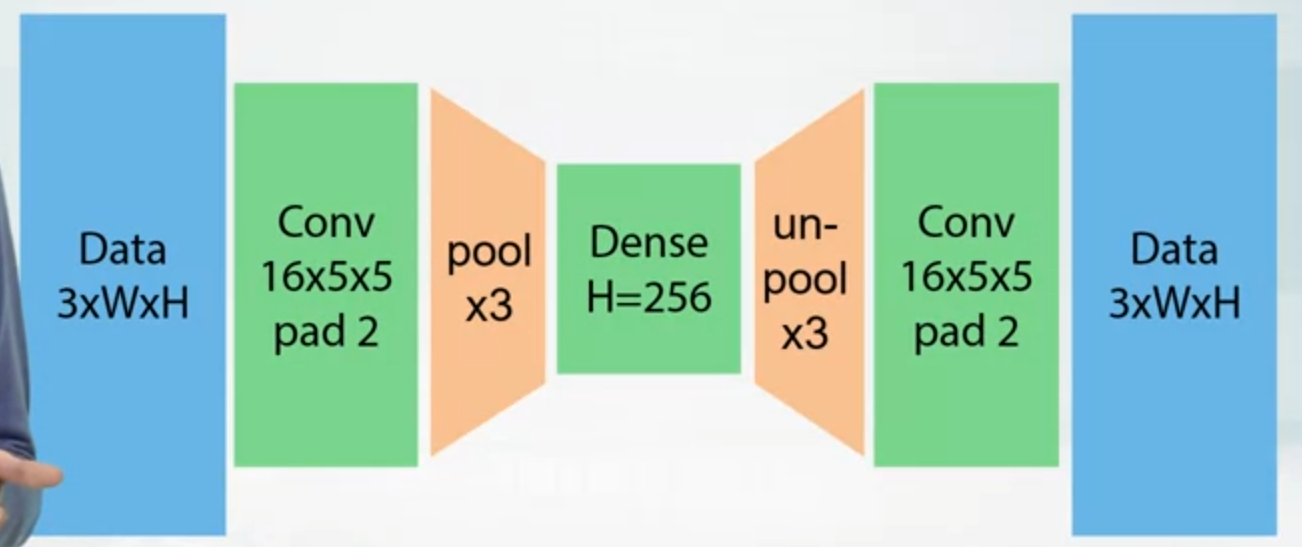 Data
3xWxH
Conv
16x5x5
pad 2
pool
x3
Dense
H=256
un-
pool
x3
Conv
16x5x5
pad 2
Data
3xWxH